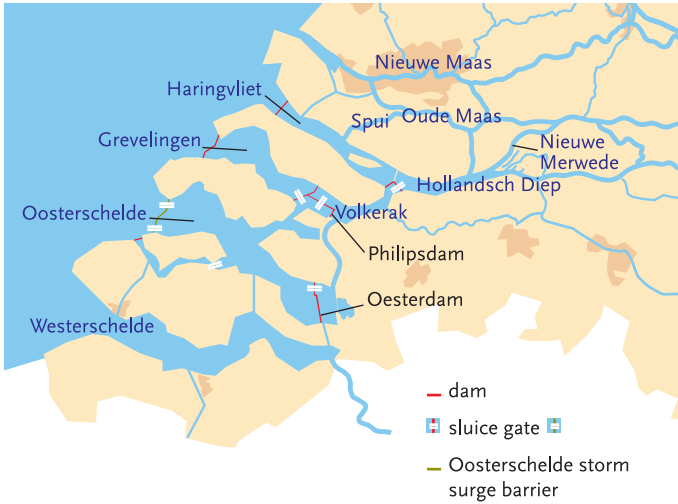 Nieuwe Maas
Haringvliet
Spui
Oude Maas
Grevelingen
Nieuwe
Merwede
Hollandsch Diep
Oosterschelde
Volkerak
Philipsdam
Oesterdam
Westerschelde
dam
sluice gate
Oosterschelde storm
surge barrier